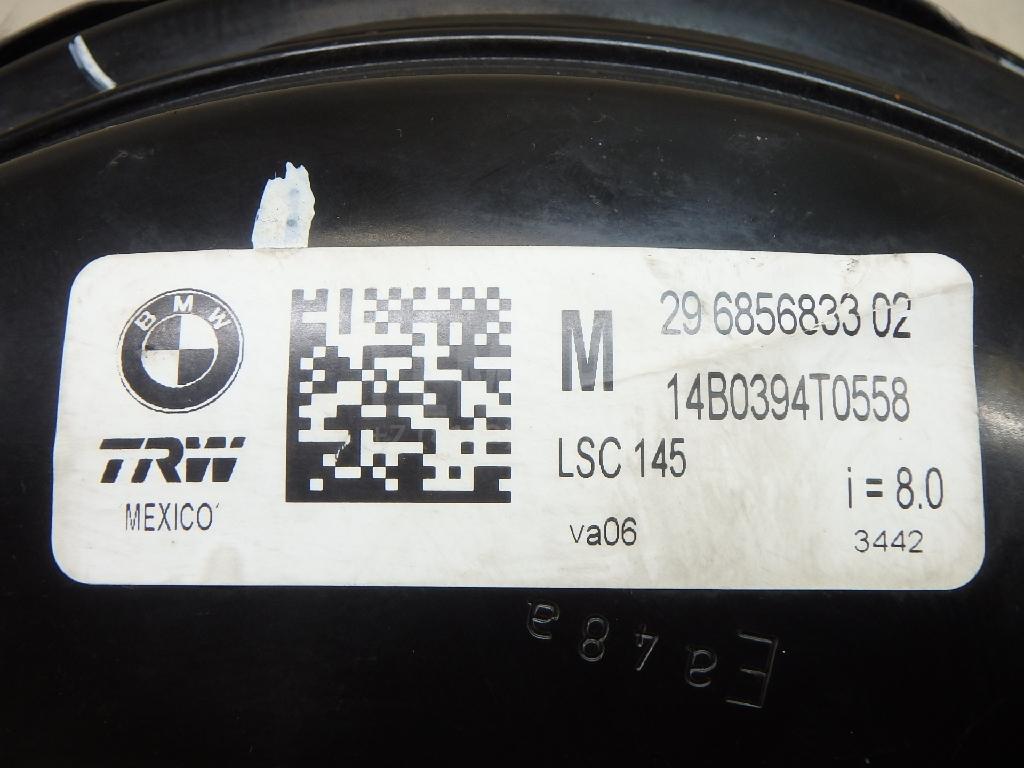 BMW
TRW
MEXICO
M
29 6856833 02
14B0394T0558
LSC 145
i = 8.0
va06
3442
Ea48a